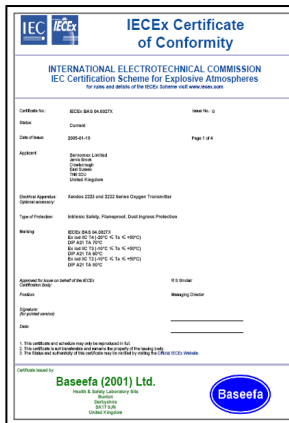 IEC IECEx
IECEx Certificate
of Conformity
INTERNATIONAL ELECTROTECHNICAL COMMISSION
IEC Certification Scheme for Explosive Atmospheres
for rules and details of the IECEx Scheme visit www.iecex.com
Certificate No.: IECEx BAS 04.0027X Issue No.: 0
Status: Current
Date of Issue: 2005-01-19 Page 1 of 4
Applicant: Servomex Limited
Jarvis Brook
Crowborough
East Sussex
TN6 3DU
United Kingdom
Electrical Apparatus: Xendos 2223 and 2222 Series Oxygen Transmitter
Optional accessory:
Type of Protection: Intrinsic Safety, Flameproof, Dust Ingress Protection
Marking: IECEx BAS 04.0027X
DIP A21 TA
DIP A21 TA
DIP A21 TA
Approved for issue on behalf of the IECEx R S Sinclair
Certification Body:
Position: Managing Director
Signature:
(for printed version)
Date:
1. This certificate and schedule may only be reproduced in full.
2. This certificate is not transferable and remains the property of the issuing body.
3. The Status and authenticity of this certificate may be verified by visiting the Official IECEx Website.
Certificate issued by:
Baseefa (2001) Ltd.
Health & Safety Laboratory Site
Buxton
Derbyshire
SK17 9JN
United Kingdom
Baseefa